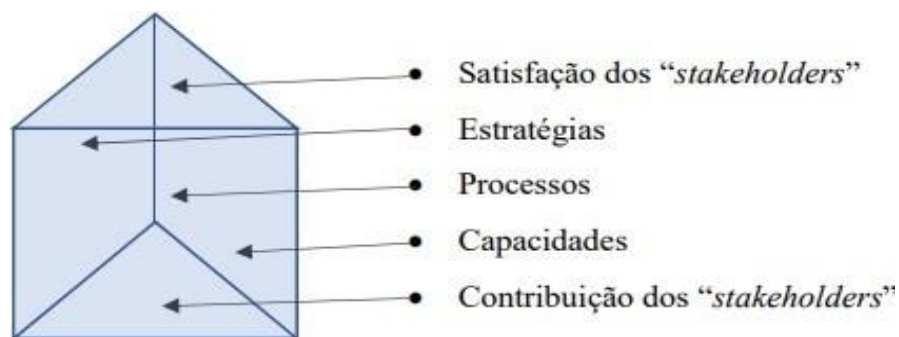 Satisfação dos “stakeholders”
Estratégias
Processos
Capacidades
Contribuição dos “stakeholders”